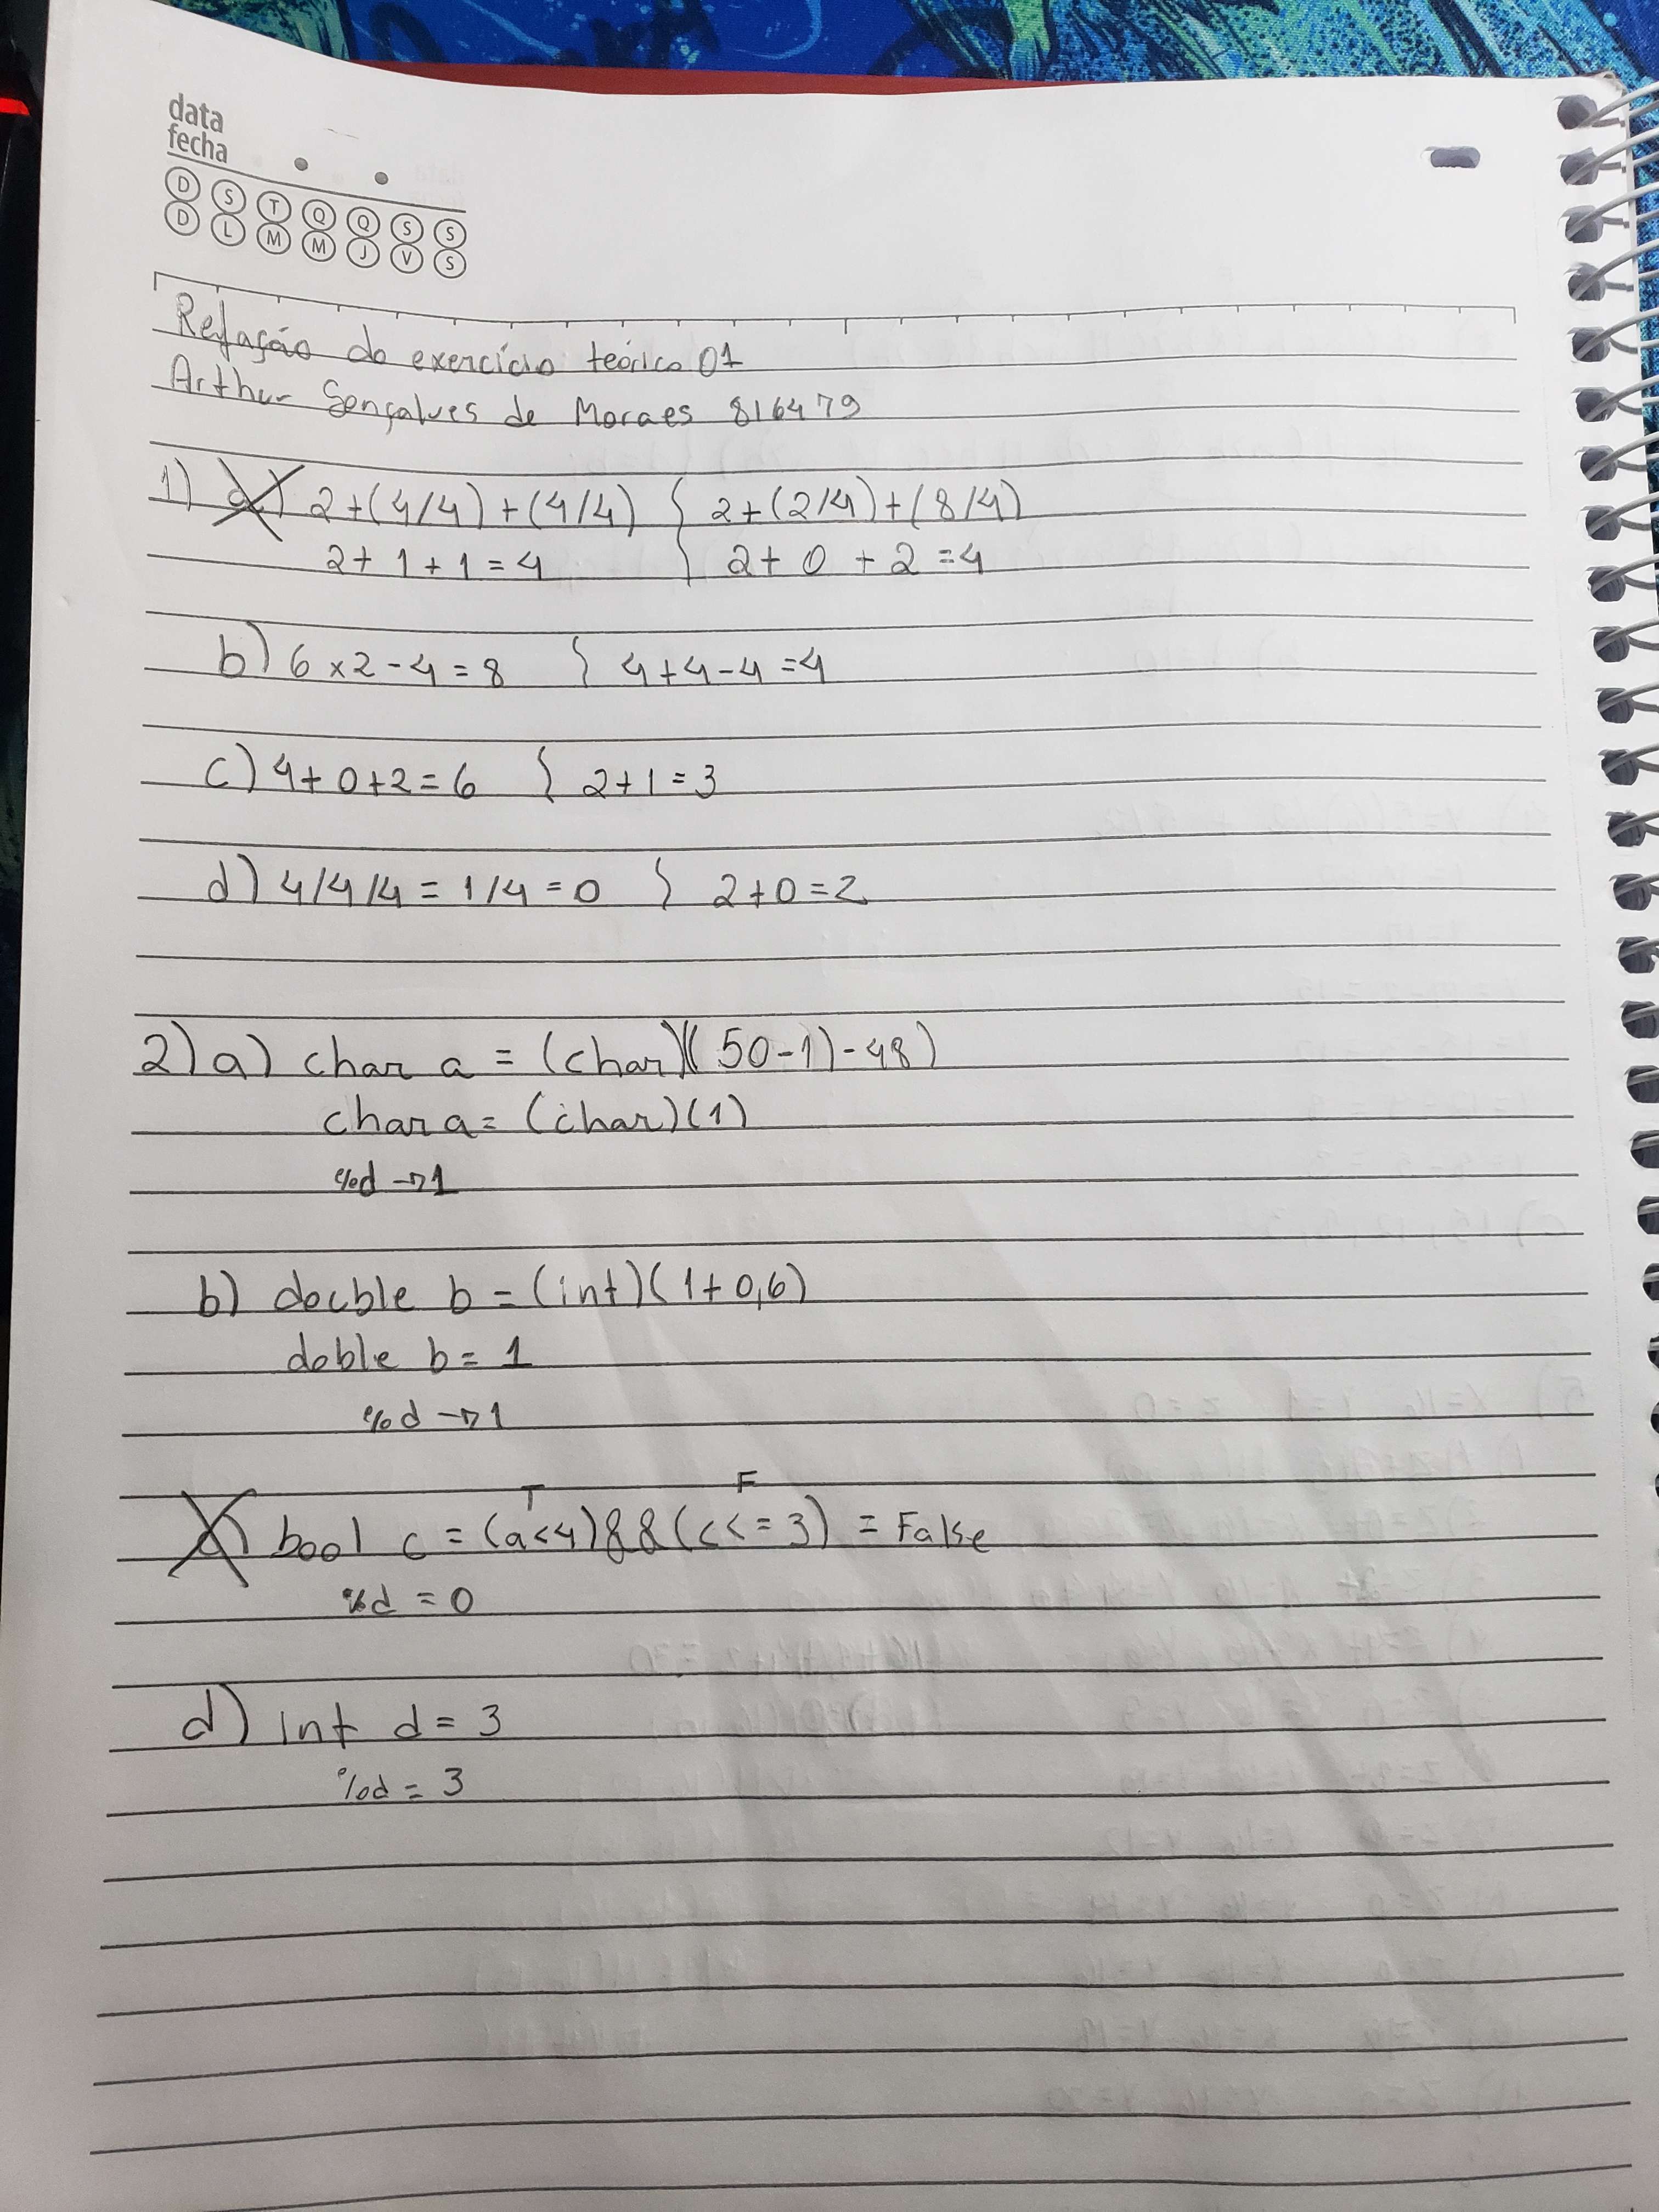 data
fecha
D S T Q Q S S
D L M M J V S
Refação do exercício teórico 01
Arthur Gonçalves de Moraes 816479
1) a) 2+(4/4)+(4/4) { 2+(2/4)+(8/4)
2+1+1=4 } 2+0+2=4
b) 6x2-4=8 } 4+4-4=4
c) 4+0+2=6 } 2+1=3
d) 4/4/4=1/4=0 } 2+0=2
2) a) char a = (char)((50-1)-48)
char a = (char)(1)
%d → 1
b) docble b = (int)(1+0,6)
doble b = 1
%d → 1
T F
c) bool c = (a<4)&&(c<=3) = False
%d = 0
d) int d = 3
%d = 3